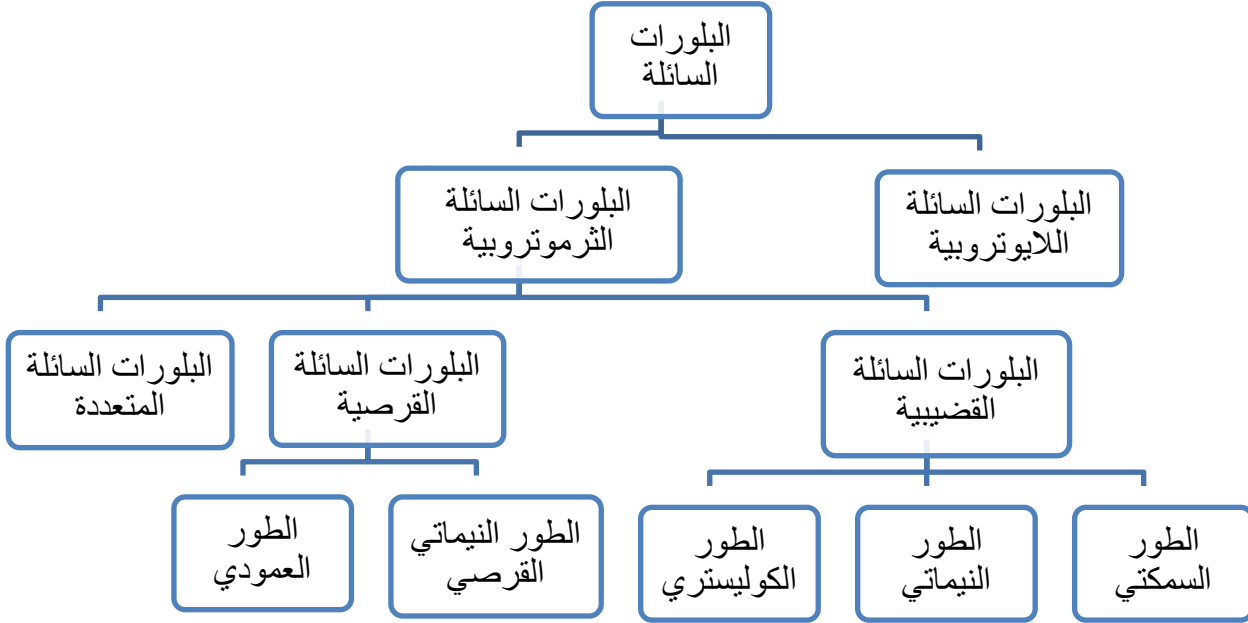 البلورات
السائلة
البلورات السائلة
اللايوتروبية
البلورات السائلة
الثرموتروبية
البلورات السائلة
القضيبية
البلورات السائلة
القرصية
البلورات السائلة
المتعددة
الطور
السمكتي
الطور
النيماتي
الطور
الكوليستري
الطور النيماتي
القرصي
الطور
العمودي